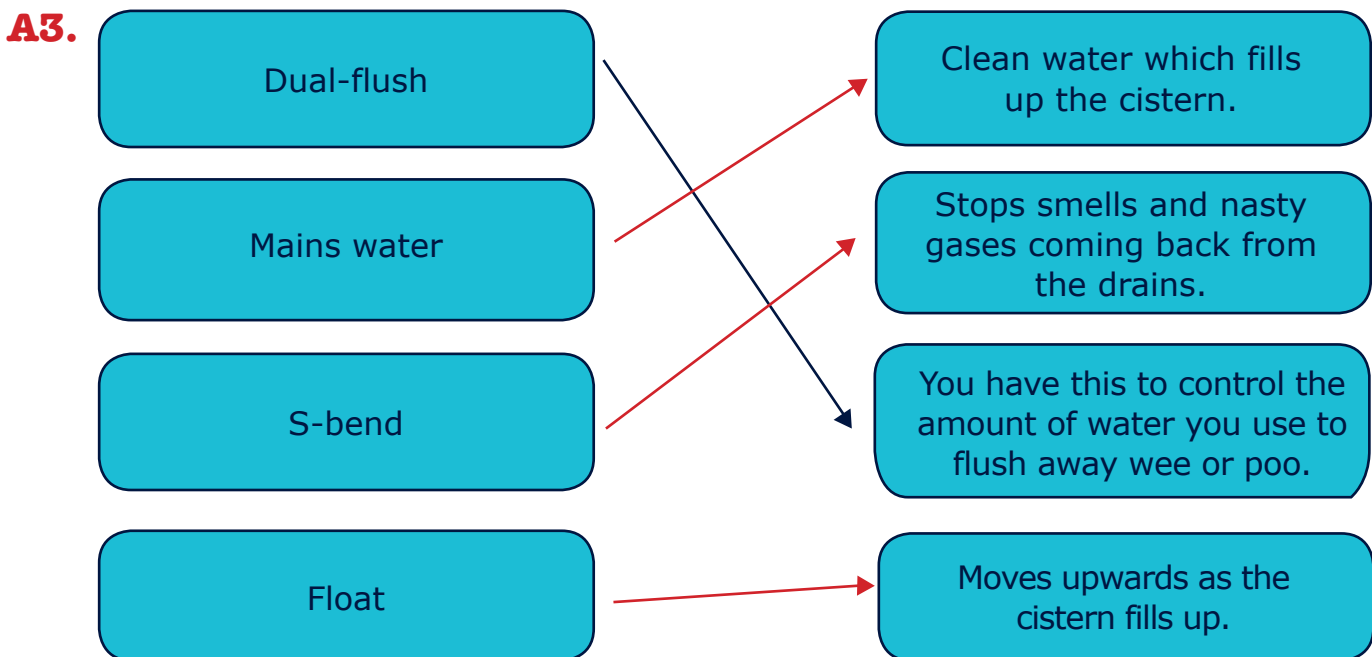 A3.
Dual-flush
Clean water which fills
up the cistern.
Mains water
Stops smells and nasty
gases coming back from
the drains.
S-bend
You have this to control the
amount of water you use to
flush away wee or poo.
Float
Moves upwards as the
cistern fills up.